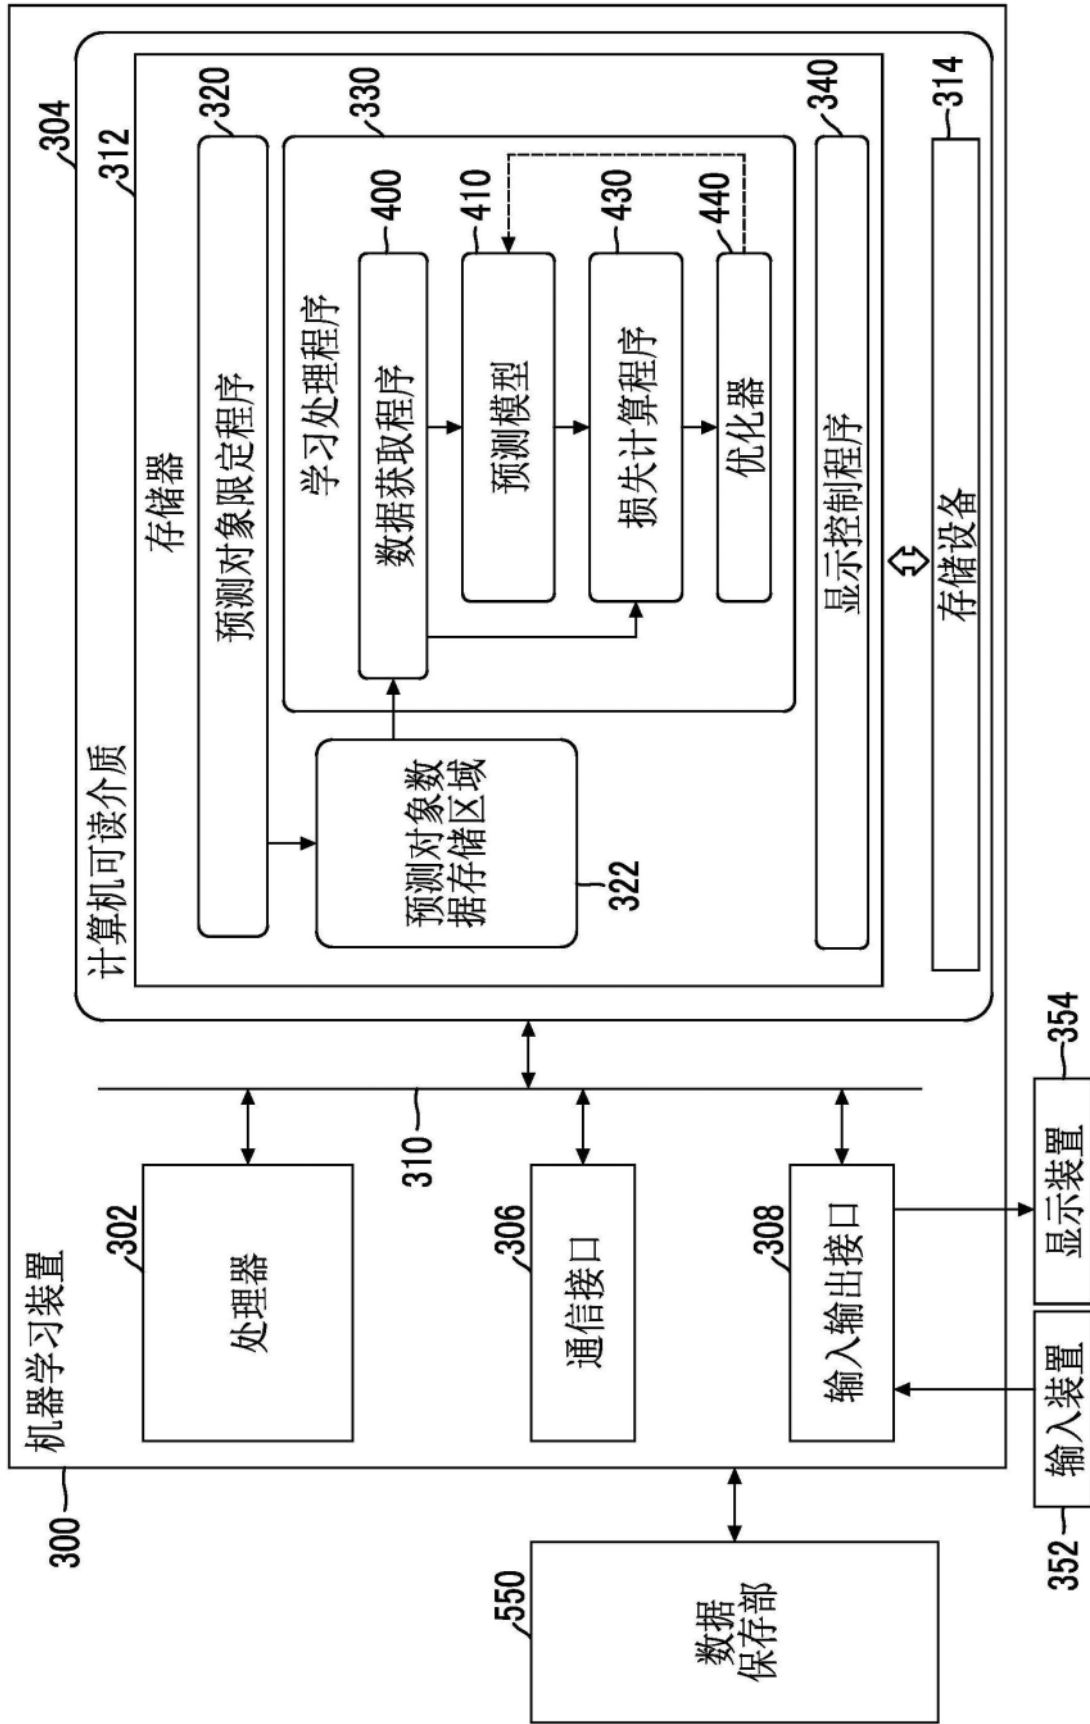 300
机器学习装置
302
处理器
306
通信接口
308
输入输出接口
310
304
计算机可读介质
312
存储器
320
预测对象限定程序
322
预测对象数
据存储区域
330
学习处理程序
400
数据获取程序
410
预测模型
430
损失计算程序
440
优化器
340
显示控制程序
314
存储设备
550
数据
保存部
352
输入装置
354
显示装置